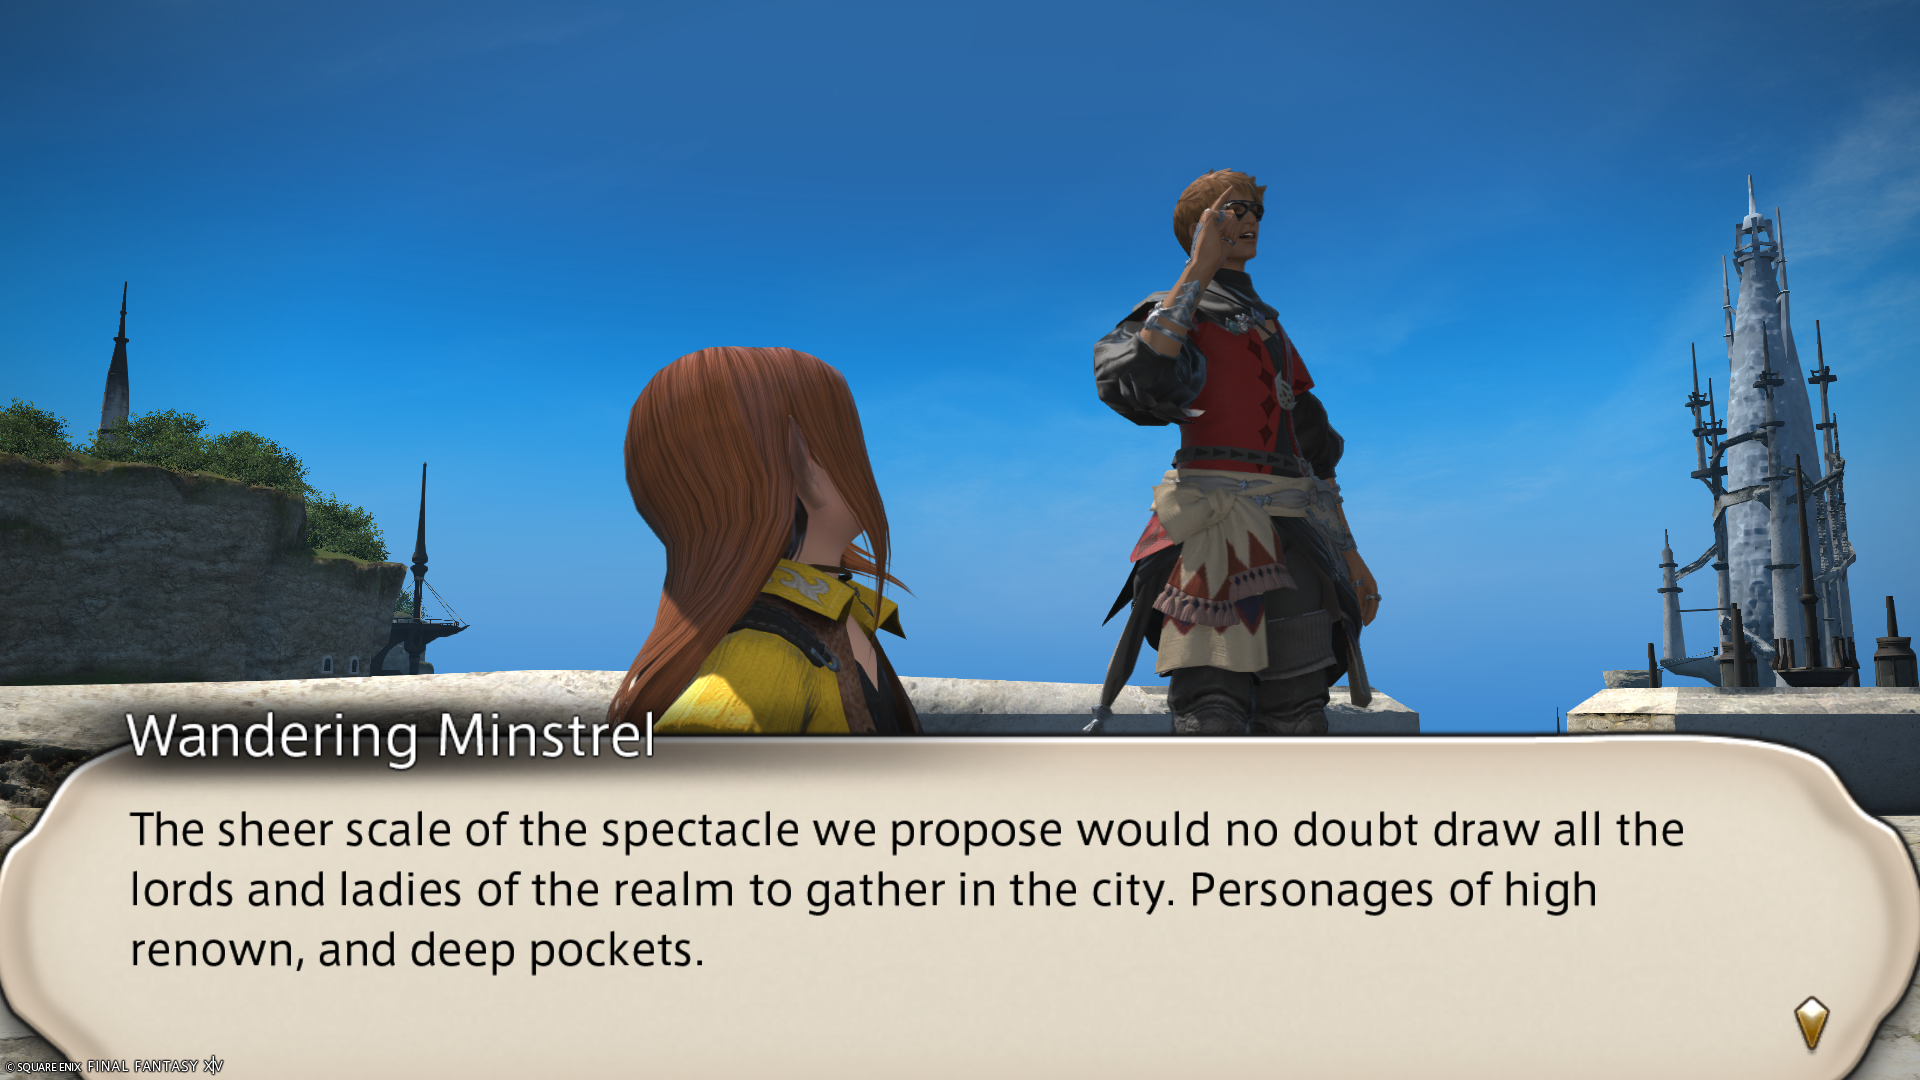 Wandering Minstrel
The sheer scale of the spectacle we propose would no doubt draw all the
lords and ladies of the realm to gather in the city. Personages of high
renown, and deep pockets.
© SQUARE ENIX FINAL FANTASY XIV